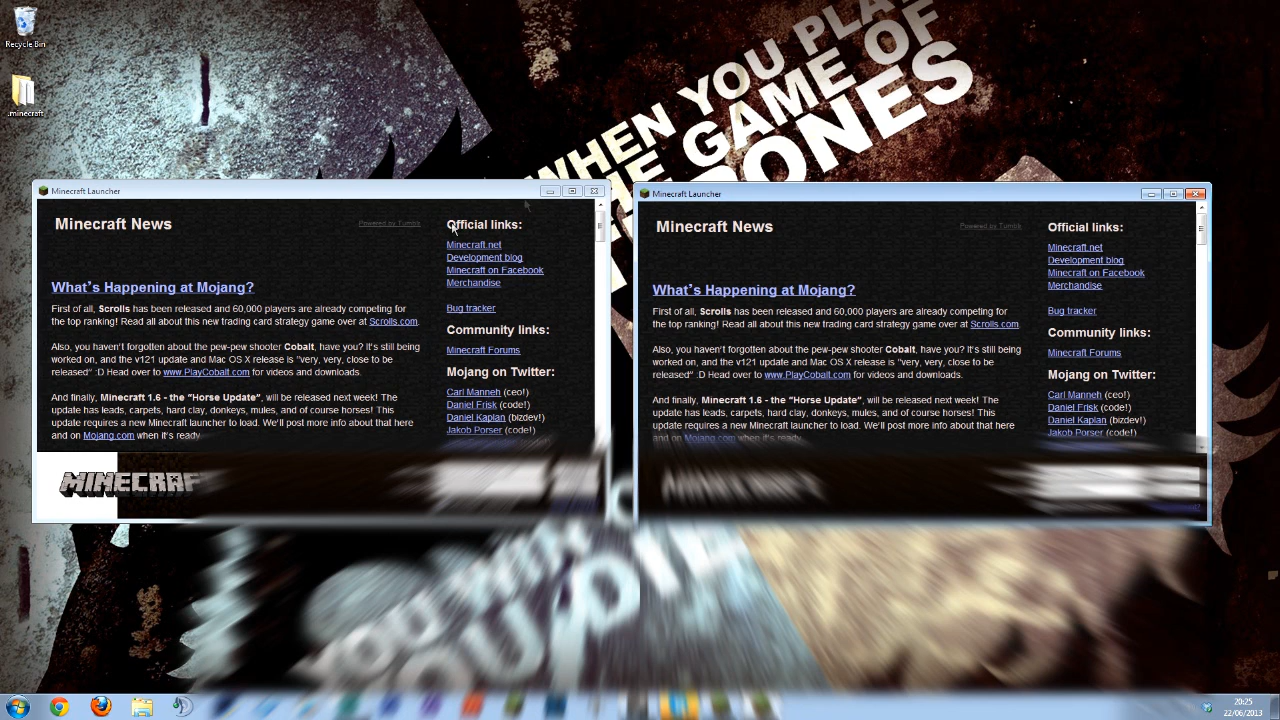 Recycle Bin
.minecraft
WHEN YOU PLAY
THE GAME OF
Minecraft Launcher
Minecraft News
Powered by Tumblr
What's Happening at Mojang?
First of all, Scrolls has been released and 60,000 players are already competing for
the top ranking! Read all about this new trading card strategy game over at Scrolls.com.
Also, you haven't forgotten about the pew-pew shooter Cobalt, have you? It's still being
worked on, and the v121 update and Mac OS X release is "very, very, close to be
released" :D Head over to www.PlayCobalt.com for videos and downloads.
And finally, Minecraft 1.6 - the "Horse Update", will be released next week! The
update has leads, carpets, hard clay, donkeys, mules, and of course horses! This
update requires a new Minecraft launcher to load. We'll post more info about that here
and on Mojang.com when it's ready
Official links:
Minecraft.net
Development blog
Minecraft on Facebook
Merchandise
Bug tracker
Community links:
Minecraft Forums
Mojang on Twitter:
Carl Manneh (ceo!)
Daniel Frisk (code!)
Daniel Kaplan (bizdev!)
Jakob Porser (code!)
Minecraft Launcher
Minecraft News
Powered by Tumblr
What's Happening at Mojang?
First of all, Scrolls has been released and 60,000 players are already competing for
the top ranking! Read all about this new trading card strategy game over at Scrolls.com
Also, you haven't forgotten about the pew-pew shooter Cobalt, have you? It's still being
worked on, and the v121 update and Mac OS X release is "very, very, close to be
released" :D Head over to www.PlayCobalt.com for videos and downloads.
And finally, Minecraft 1.6 - the "Horse Update", will be released next week! The
update has leads, carpets, hard clay, donkeys, mules, and of course horses! This
update requires a new Minecraft launcher to load. We'll post more info about that here
and on Mojang.com when it's ready
Official links:
Minecraft.net
Development blog
Minecraft on Facebook
Merchandise
Bug tracker
Community links:
Minecraft Forums
Mojang on Twitter:
Carl Manneh (ceo!)
Daniel Frisk (code!)
Daniel Kaplan (bizdev!)
Jakob Porser (code!)
20:25
22/06/2013